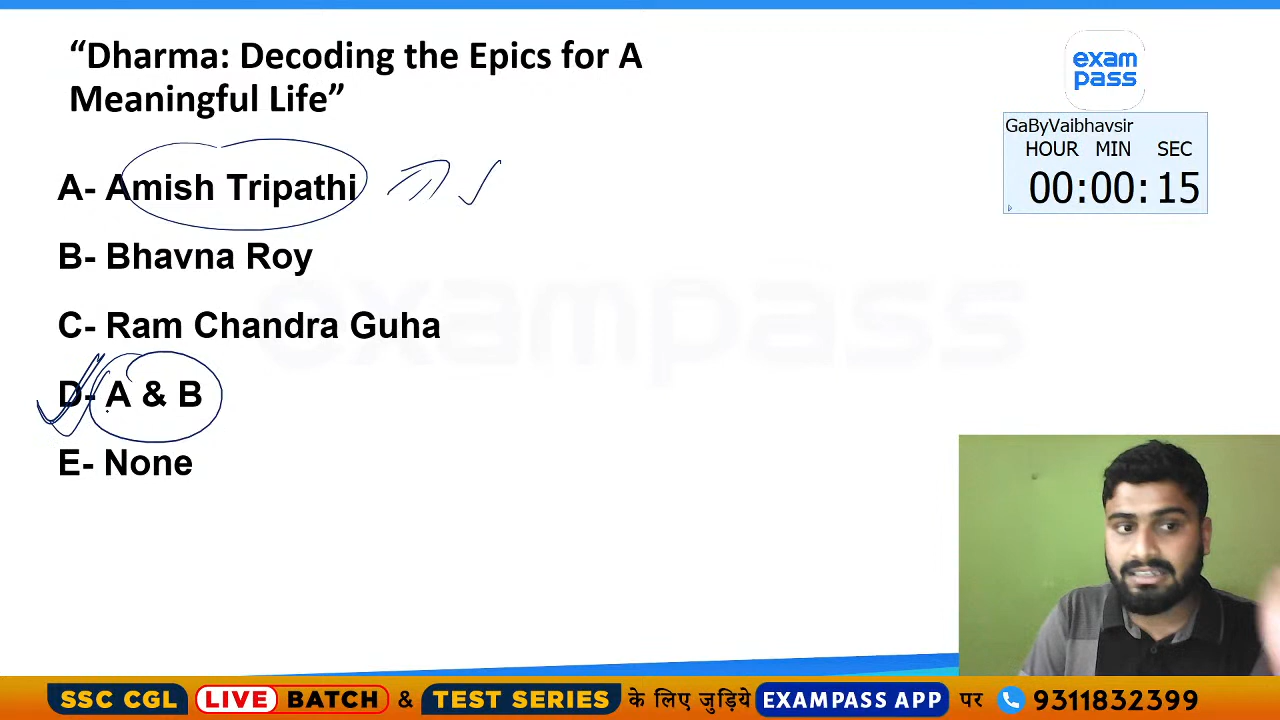 “Dharma: Decoding the Epics for A
Meaningful Life”
exam
pass
GaByVaibhavsir
HOUR MIN SEC
00:00:15
A- Amish Tripathi
B- Bhavna Roy
C- Ram Chandra Guha
D- A & B
E- None
exampass
SSC CGL LIVE BATCH & TEST SERIES के लिए जुड़िये EXAMPASS APP पर 9311832399